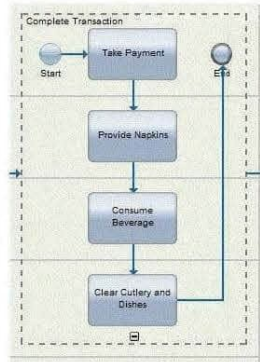 Complete Transaction
Take Payment
Start
End
Provide Napkins
Consume
Beverage
Clear Cutlery and
Dishes